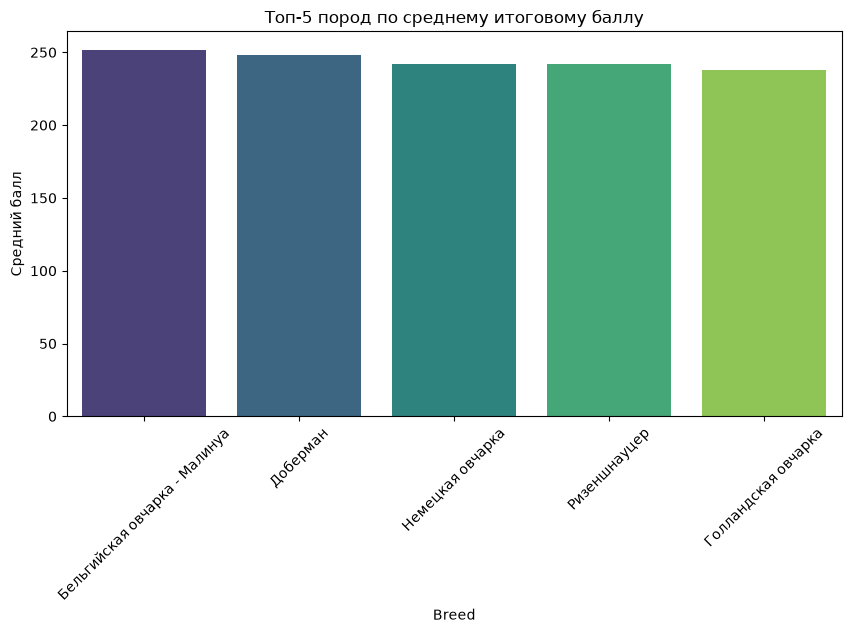 Топ-5 пород по среднему итоговому баллу
Средний балл
250
200
150
100
50
0
Бельгийская овчарка - Малинуа
Доберман
Немецкая овчарка
Ризеншнауцер
Голландская овчарка
Breed